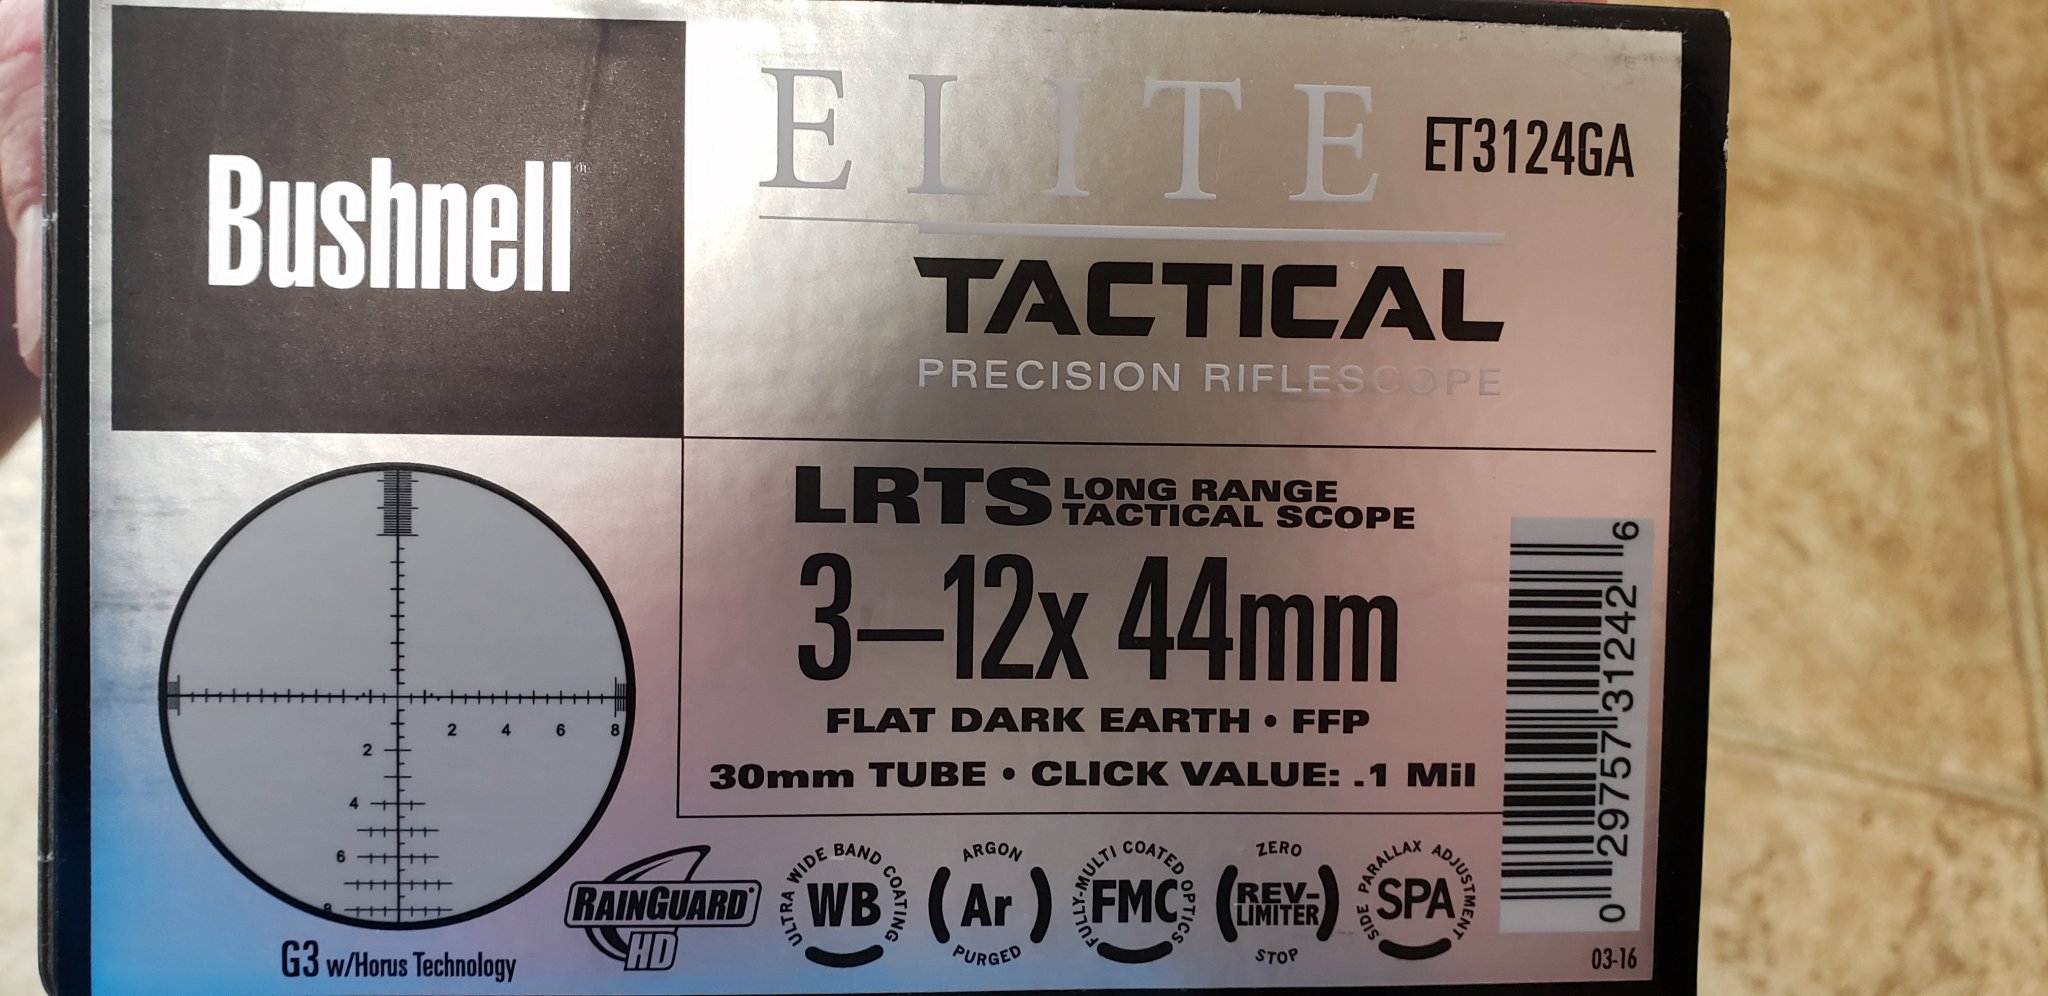 Bushnell®
ELITE
ET3124GA
TACTICAL
PRECISION RIFLESCOPE
LRTS LONG RANGE
TACTICAL SCOPE
3—12x 44mm
FLAT DARK EARTH • FFP
30mm TUBE • CLICK VALUE: .1 Mil
2 4 6 8
2
4
6
8
G3 w/Horus Technology
RAINGUARD®
HD
ULTRA WIDE BAND COATING
WB
ARGON
Ar
PURGED
FULLY-MULTI COATED OPTICS
FMC
ZERO
REV-
LIMITER
STOP
SIDE PARALLAX ADJUSTMENT
SPA
0 29757 31242 6
03-16